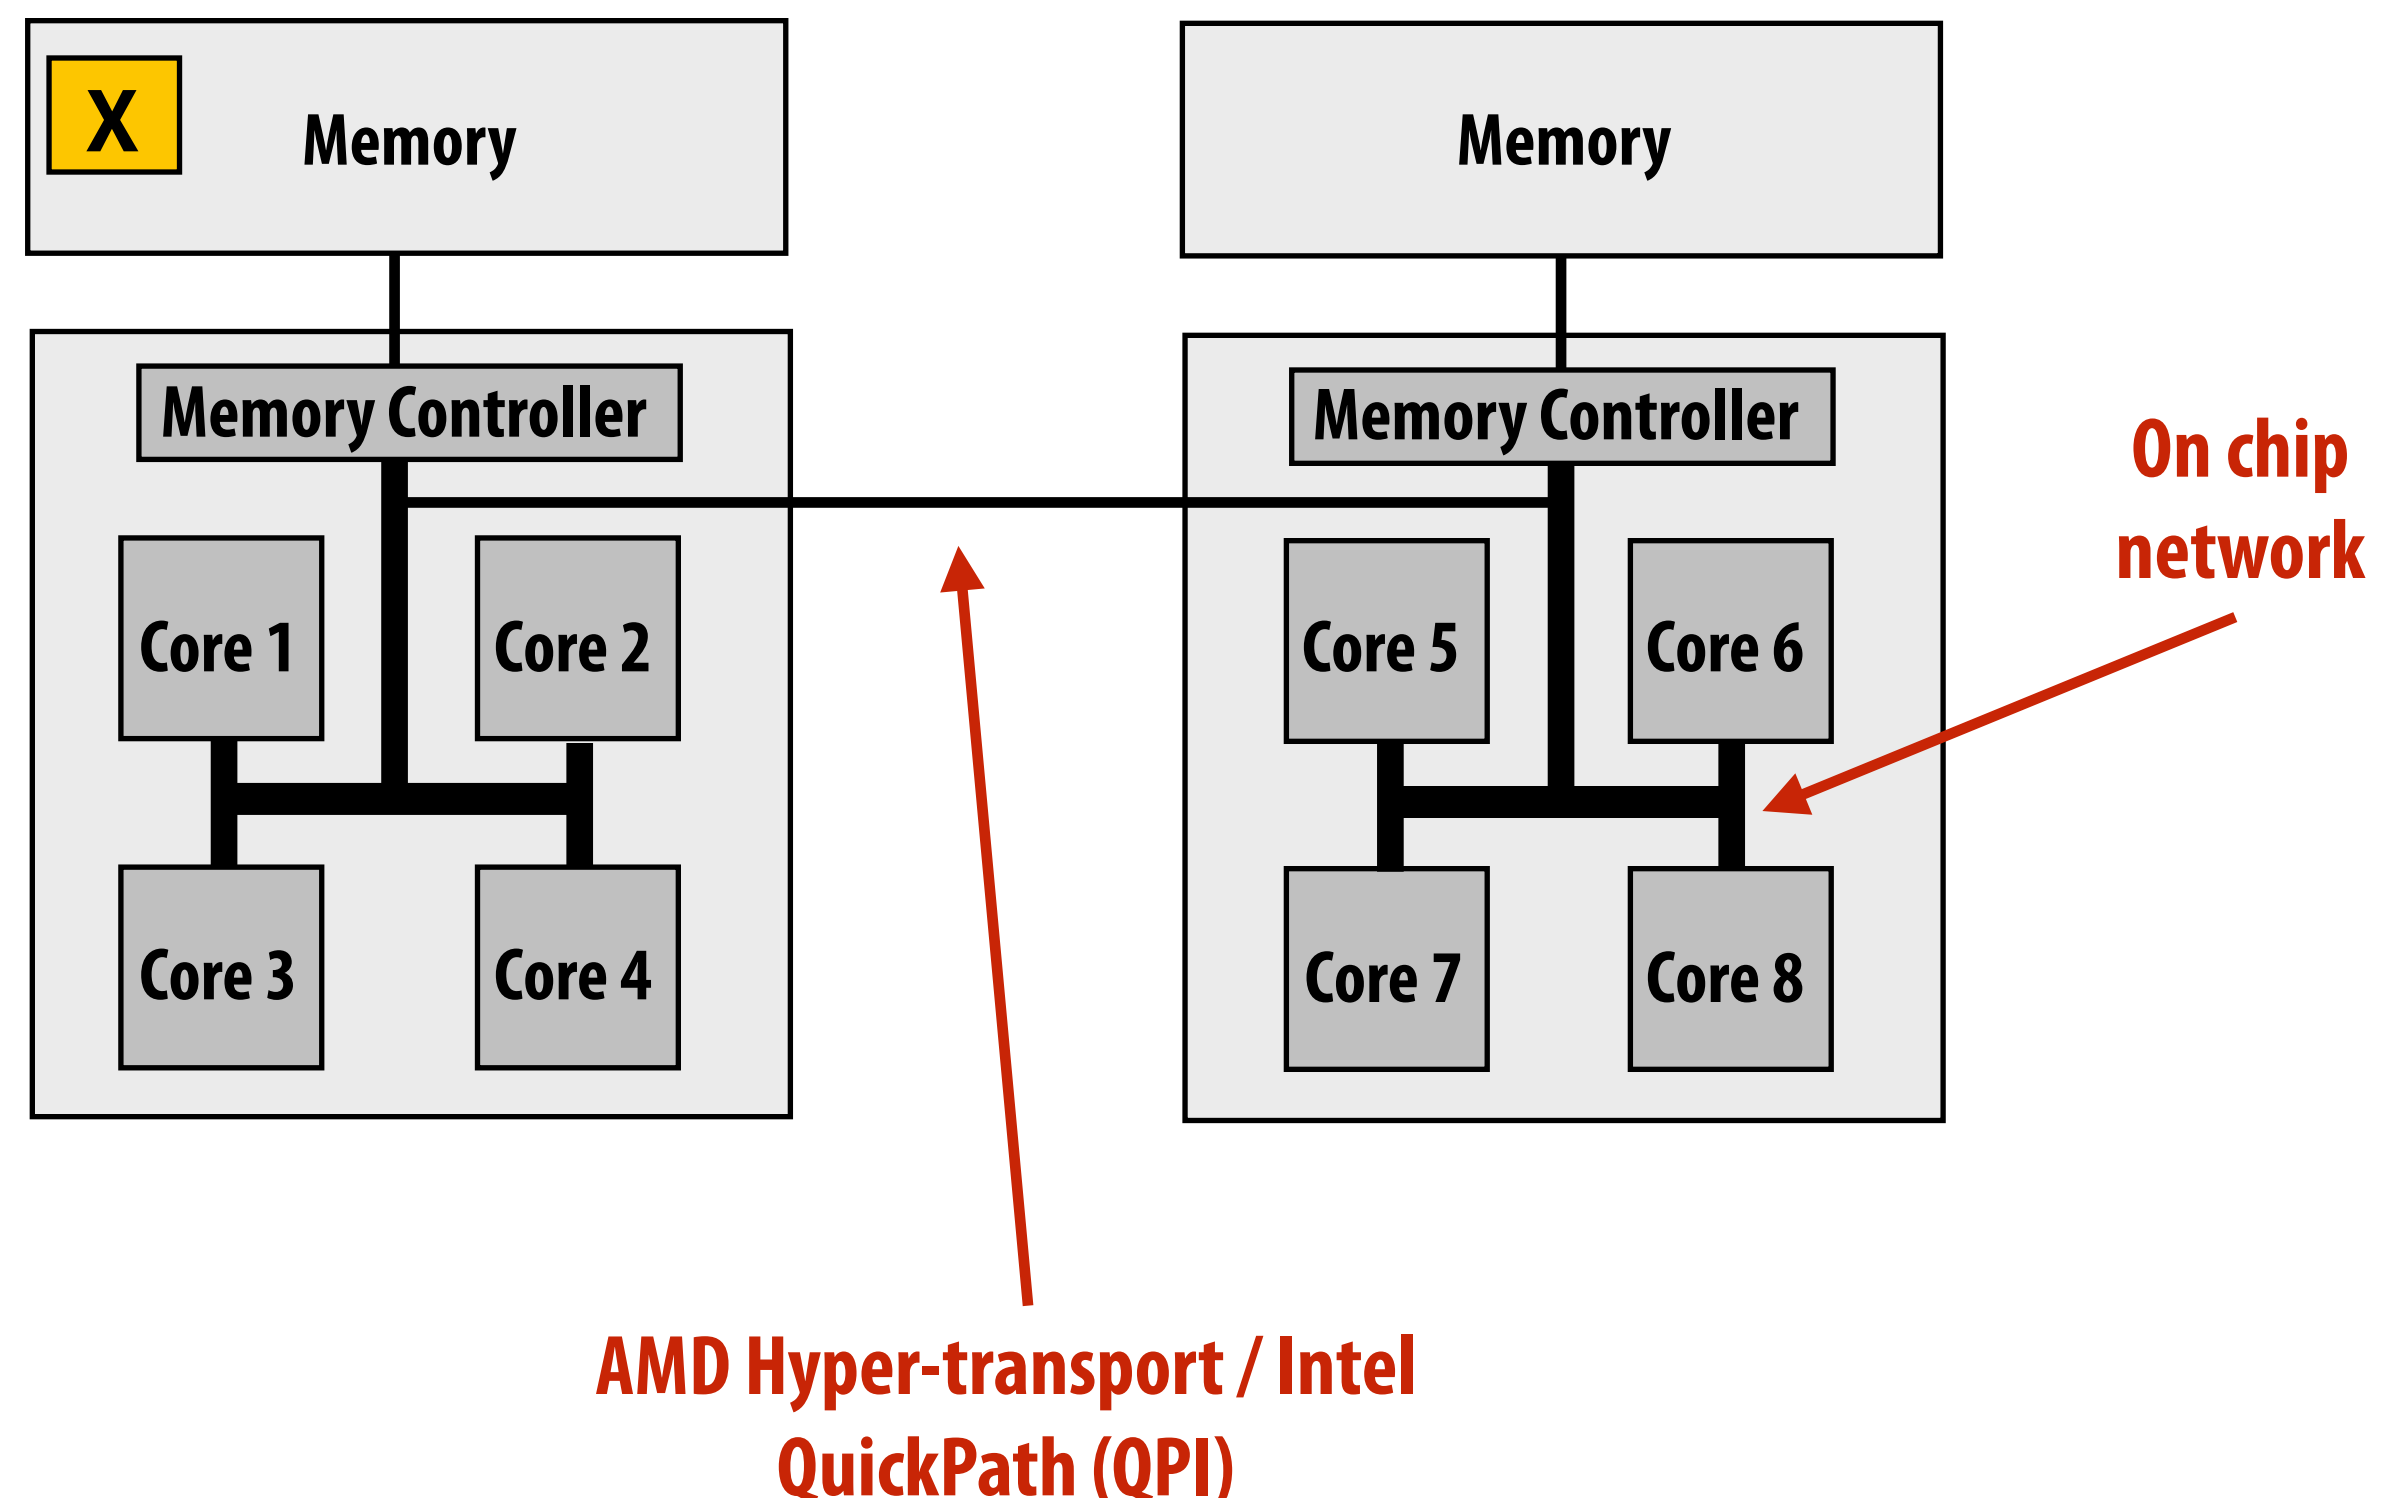 X
Memory
Memory
Memory Controller
Memory Controller
On chip
network
Core 1
Core 2
Core 5
Core 6
Core 3
Core 4
Core 7
Core 8
AMD Hyper-transport / Intel
QuickPath (QPI)